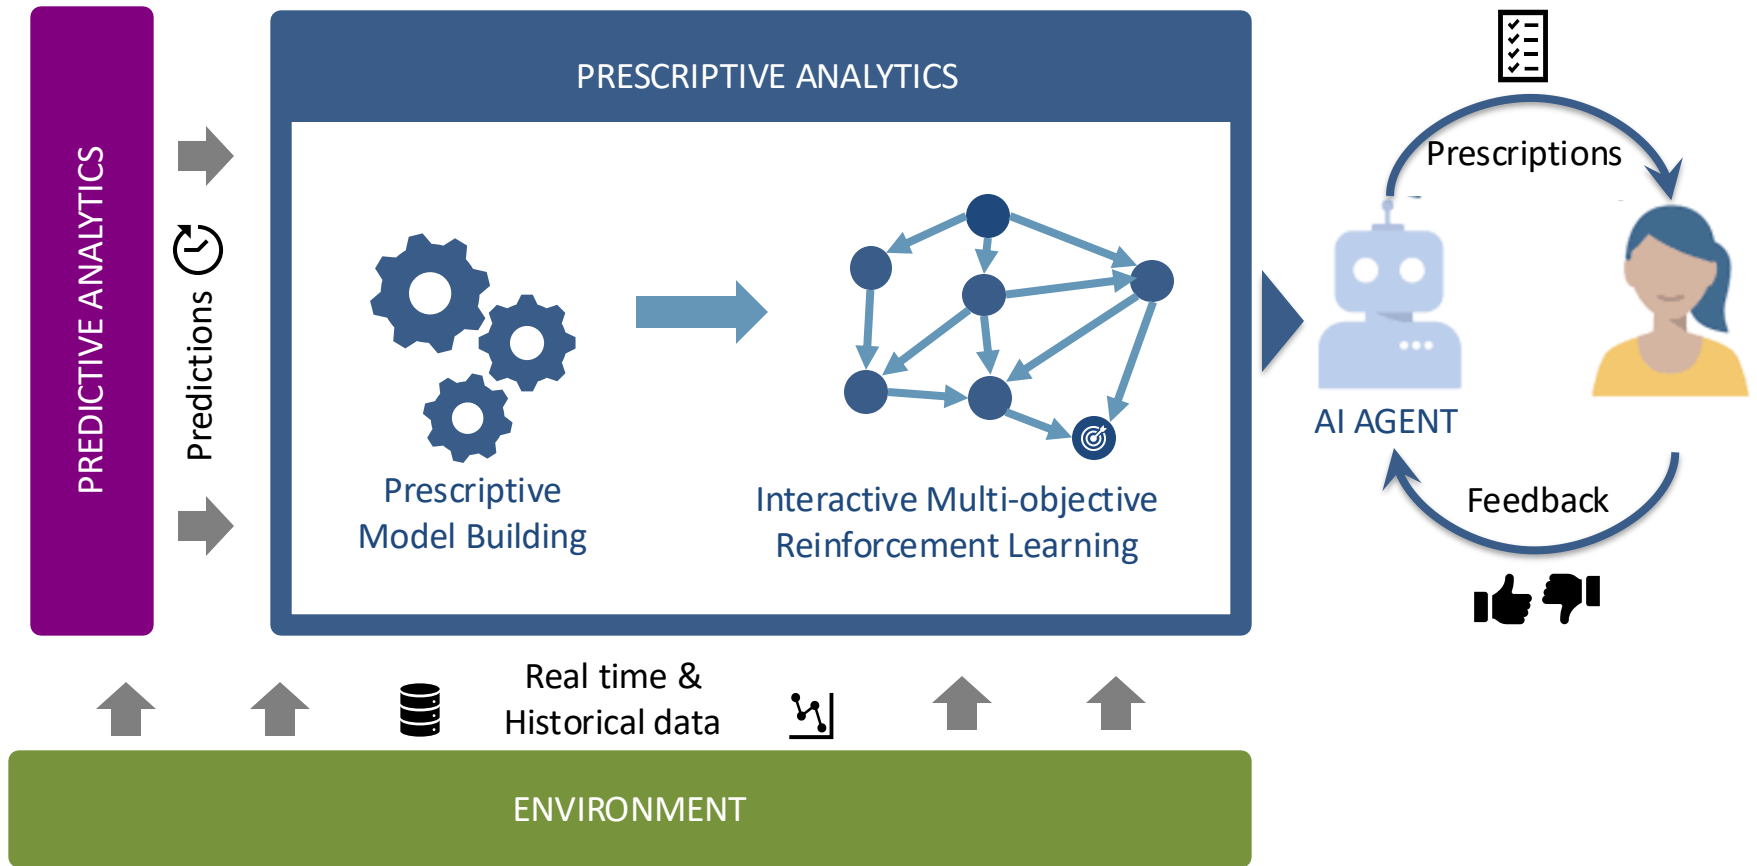 PREDICTIVE ANALYTICS
Predictions
PRESCRIPTIVE ANALYTICS
Prescriptive
Model Building
Interactive Multi-objective
Reinforcement Learning
Prescriptions
AI AGENT
Feedback
Real time &
Historical data
ENVIRONMENT